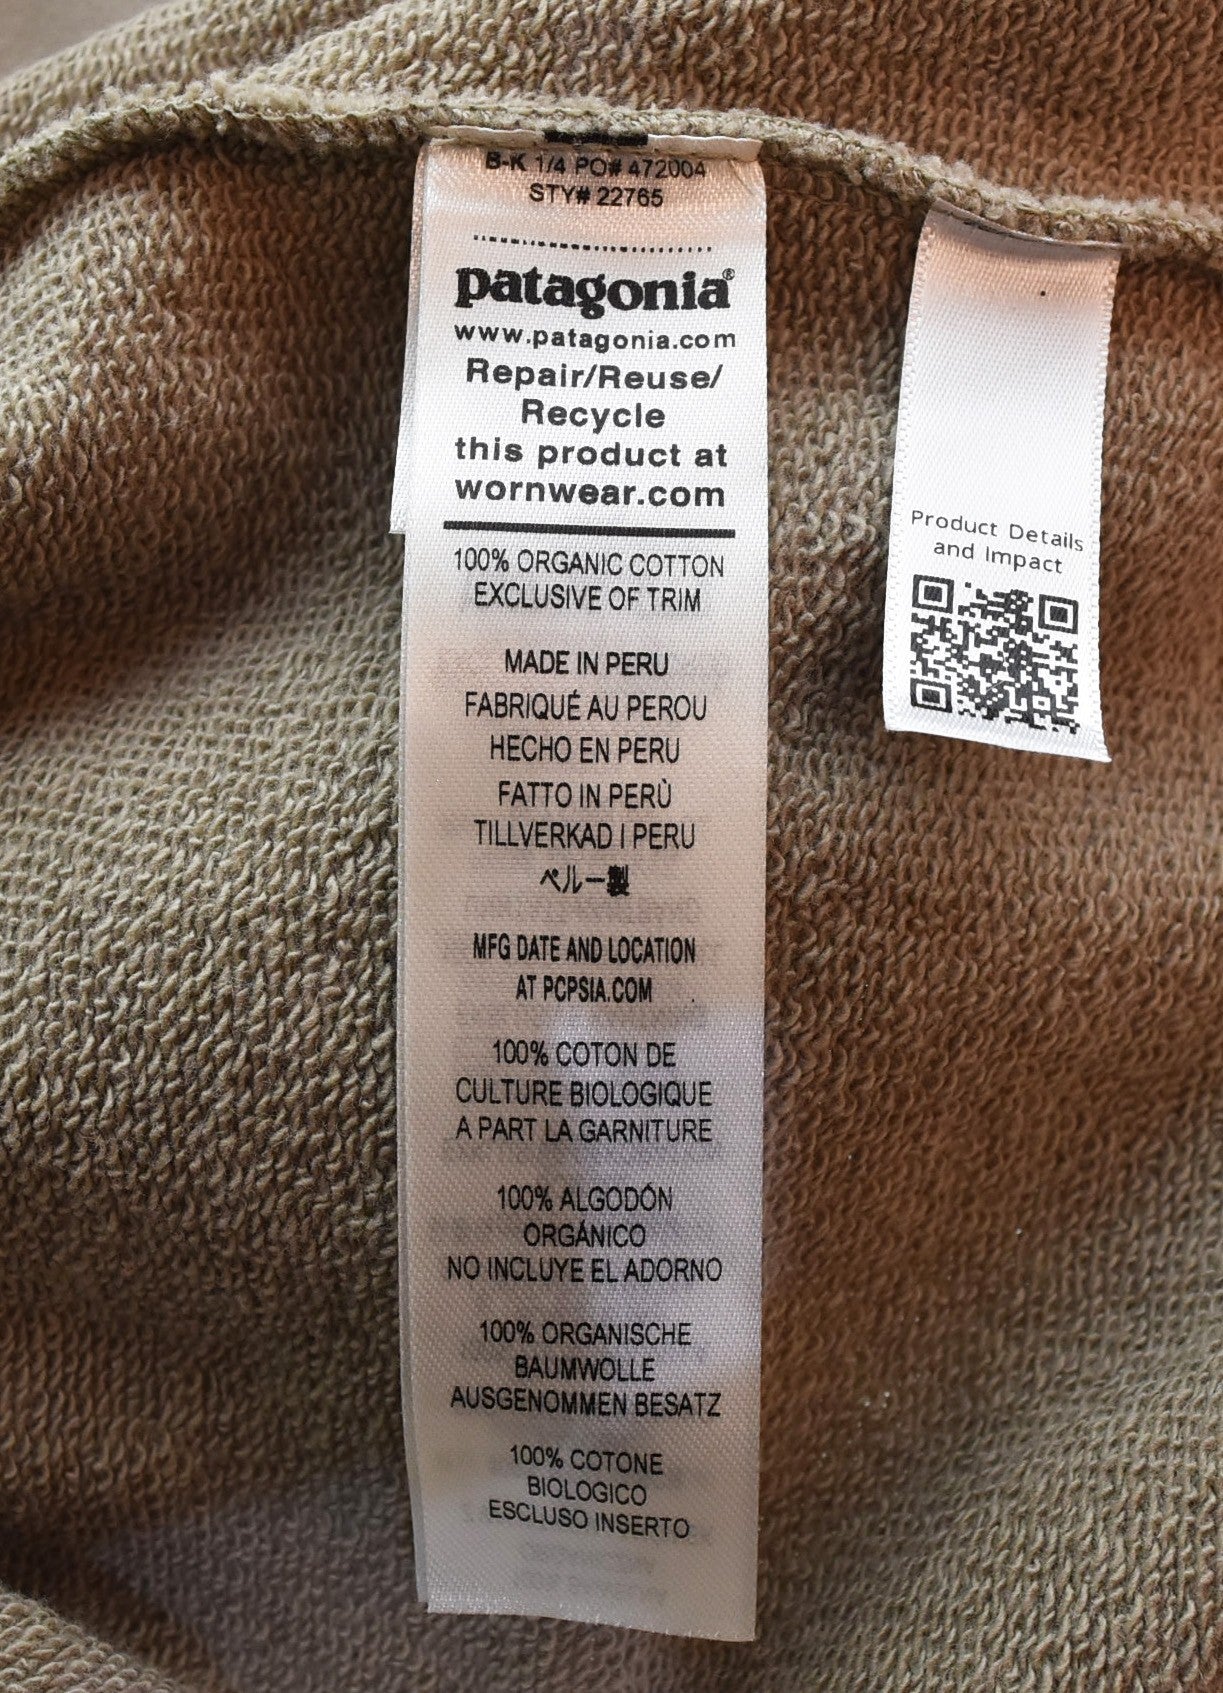 B-K 1/4 PO# 472004
STY# 22765
patagonia®
www.patagonia.com
Repair/Reuse/
Recycle
this product at
wornwear.com
100% ORGANIC COTTON
EXCLUSIVE OF TRIM
MADE IN PERU
FABRIQUÉ AU PEROU
HECHO EN PERU
FATTO IN PERÙ
TILLVERKAD I PERU
ペルー製
MFG DATE AND LOCATION
AT PCPSIA.COM
100% COTON DE
CULTURE BIOLOGIQUE
A PART LA GARNITURE
100% ALGODÓN
ORGÁNICO
NO INCLUYE EL ADORNO
100% ORGANISCHE
BAUMWOLLE
AUSGENOMMEN BESATZ
100% COTONE
BIOLOGICO
ESCLUSO INSERTO
Product Details
and Impact